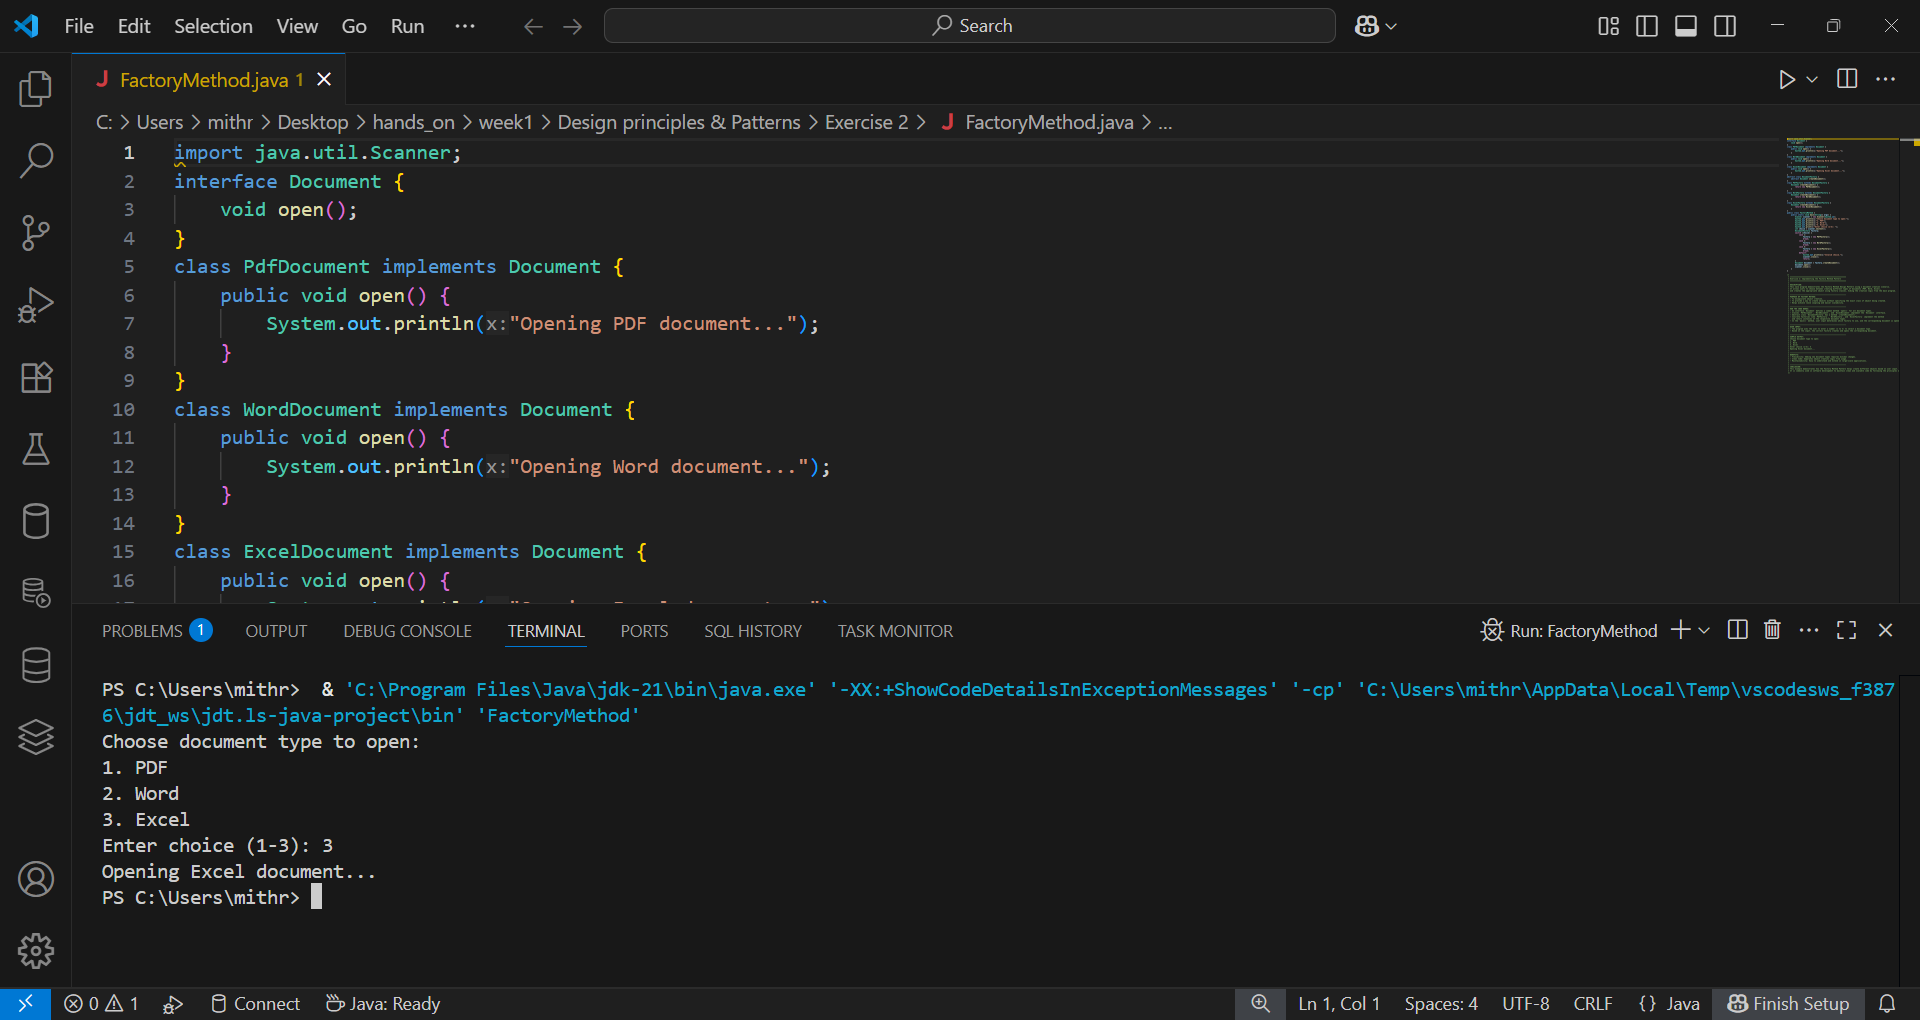 File Edit Selection View Go Run ··· Search
FactoryMethod.java 1
C: > Users > mithr > Desktop > hands_on > week1 > Design principles & Patterns > Exercise 2 > FactoryMethod.java > ...
1 import java.util.Scanner;
2 interface Document {
3 void open();
4 }
5 class PdfDocument implements Document {
6 public void open() {
7 System.out.println(x:"Opening PDF document...");
8 }
9 }
10 class WordDocument implements Document {
11 public void open() {
12 System.out.println(x:"Opening Word document...");
13 }
14 }
15 class ExcelDocument implements Document {
16 public void open() {
PROBLEMS 1 OUTPUT DEBUG CONSOLE TERMINAL PORTS SQL HISTORY TASK MONITOR Run: FactoryMethod
PS C:\Users\mithr>  & 'C:\Program Files\Java\jdk-21\bin\java.exe' '-XX:+ShowCodeDetailsInExceptionMessages' '-cp' 'C:\Users\mithr\AppData\Local\Temp\vscodesws_f387
6\jdt_ws\jdt.ls-java-project\bin' 'FactoryMethod'
Choose document type to open:
1. PDF
2. Word
3. Excel
Enter choice (1-3): 3
Opening Excel document...
PS C:\Users\mithr>
0 1 Connect Java: Ready Ln 1, Col 1 Spaces: 4 UTF-8 CRLF {} Java Finish Setup